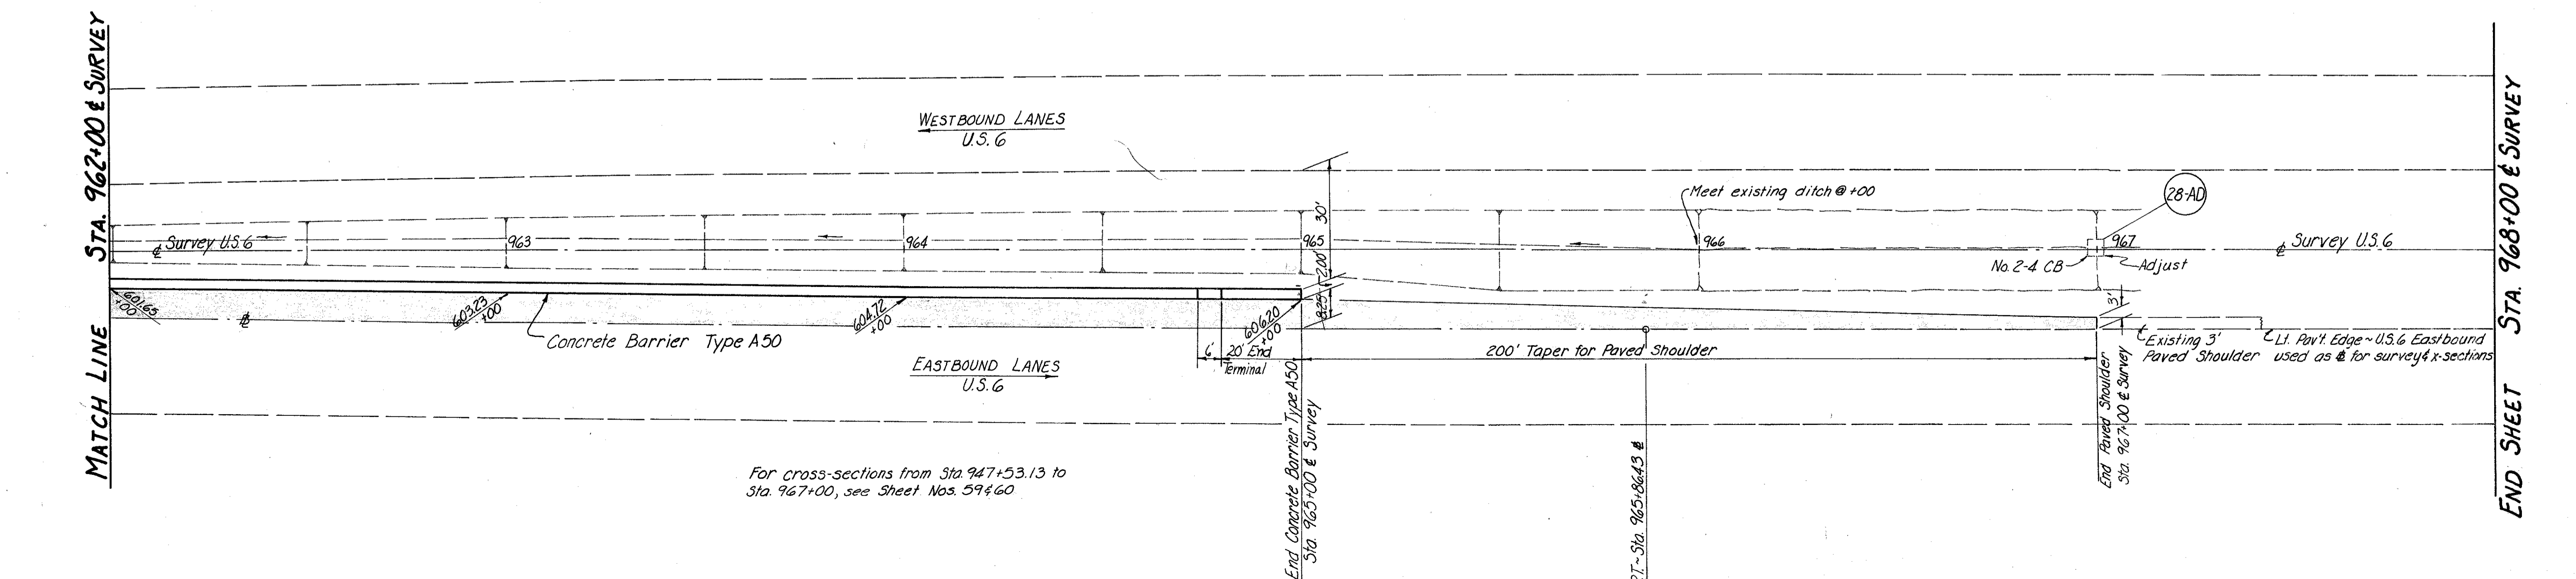 MATCH LINE STA. 962+00 ℄ SURVEY
WESTBOUND LANES
U.S. 6
℄ Survey U.S. 6
963
964
965
966
967
Meet existing ditch @ +00
28-AD
No. 2-4 CB
Adjust
℄ Survey U.S. 6
30'
2.00'
8.25'
3'
601.65
+00
603.23
+00
604.72
+00
606.20
+00
℄
Concrete Barrier Type A50
6'
20' End
Terminal
200' Taper for Paved Shoulder
Existing 3'
Paved Shoulder
Lt. Pav't. Edge~U.S. 6 Eastbound
used as ℄ for survey & x-sections
EASTBOUND LANES
U.S. 6
End Concrete Barrier Type A50
Sta. 965+00 ℄ Survey
P.T. ~ Sta. 965+86.43 ℄
End Paved Shoulder
Sta. 967+00 ℄ Survey
For cross-sections from Sta. 947+53.13 to
Sta. 967+00, see Sheet Nos. 59 & 60
END SHEET STA. 968+00 ℄ SURVEY